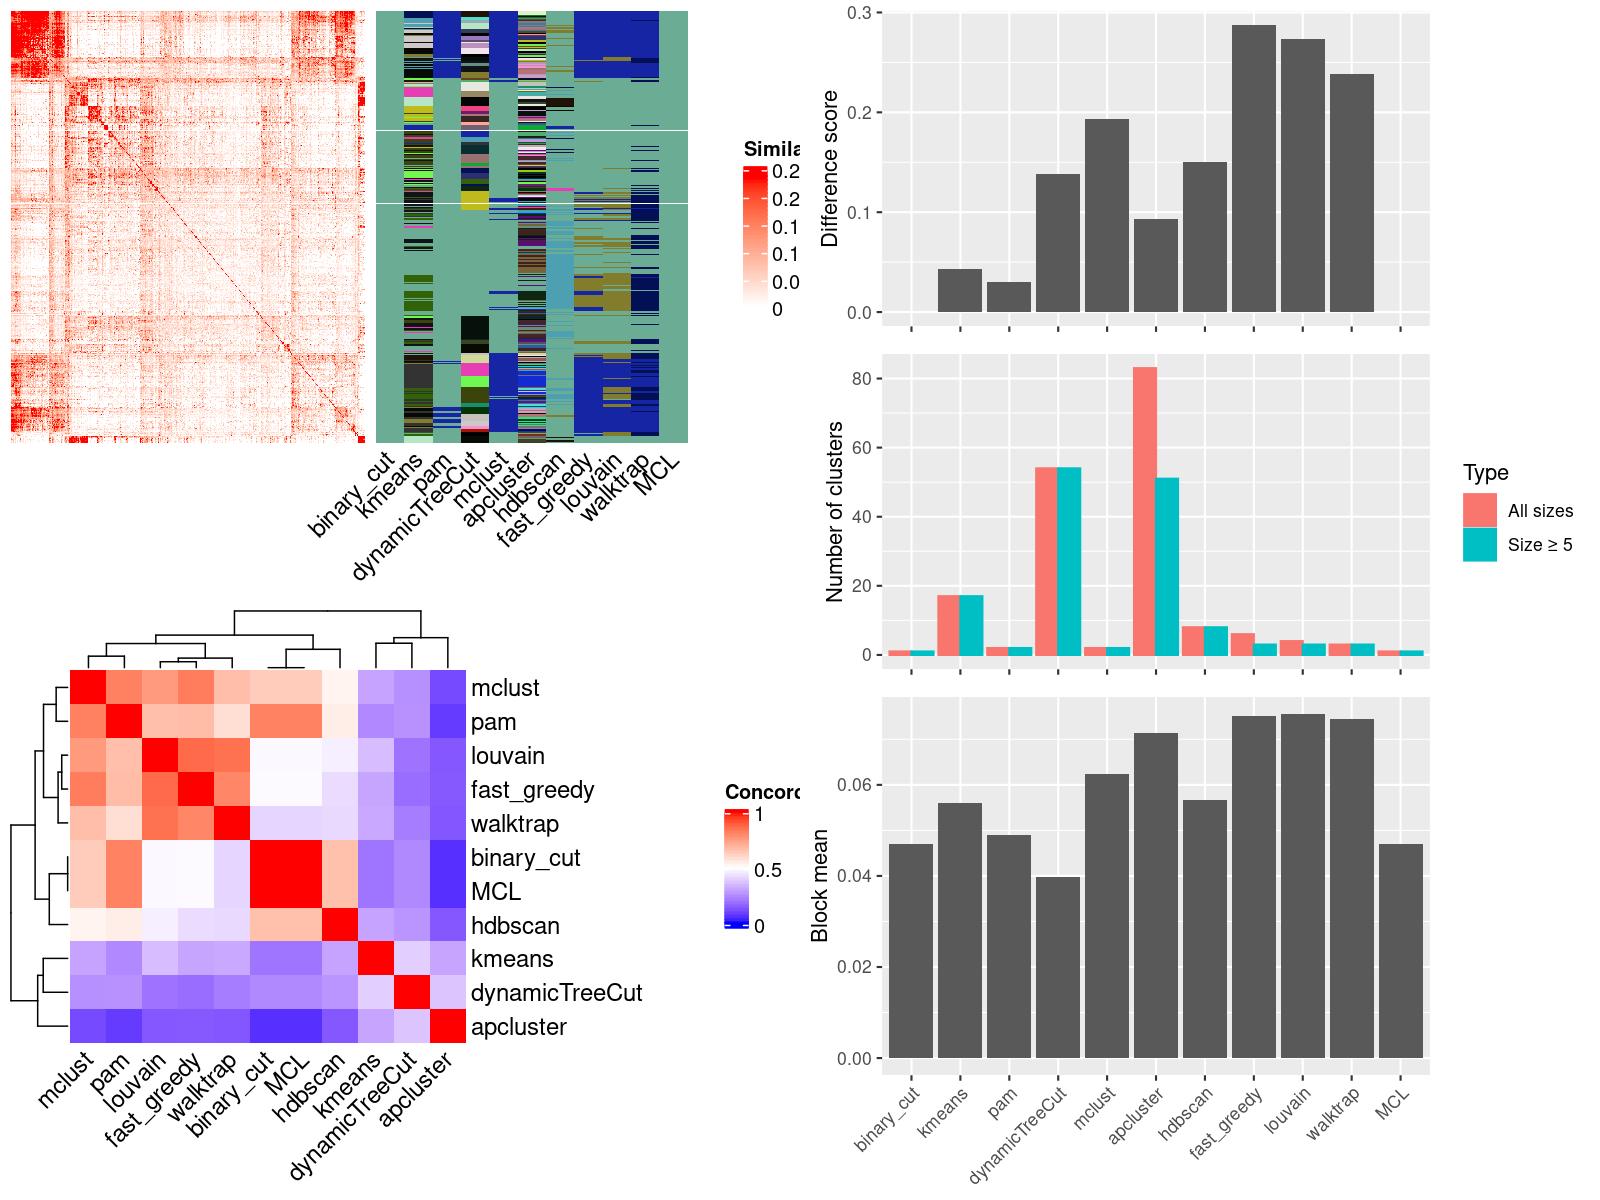 Simila
0.2
0.2
0.1
0.1
0.0
0
binary_cut
kmeans
pam
dynamicTreeCut
mclust
apcluster
hdbscan
fast_greedy
louvain
walktrap
MCL
mclust
pam
louvain
fast_greedy
walktrap
binary_cut
MCL
hdbscan
kmeans
dynamicTreeCut
apcluster
mclust
pam
louvain
fast_greedy
walktrap
binary_cut
MCL
hdbscan
kmeans
dynamicTreeCut
apcluster
Concord
1
0.5
0
Difference score
0.3
0.2
0.1
0.0
Number of clusters
80
60
40
20
0
Type
All sizes
Size ≥ 5
Block mean
0.06
0.04
0.02
0.00
binary_cut
kmeans
pam
dynamicTreeCut
mclust
apcluster
hdbscan
fast_greedy
louvain
walktrap
MCL